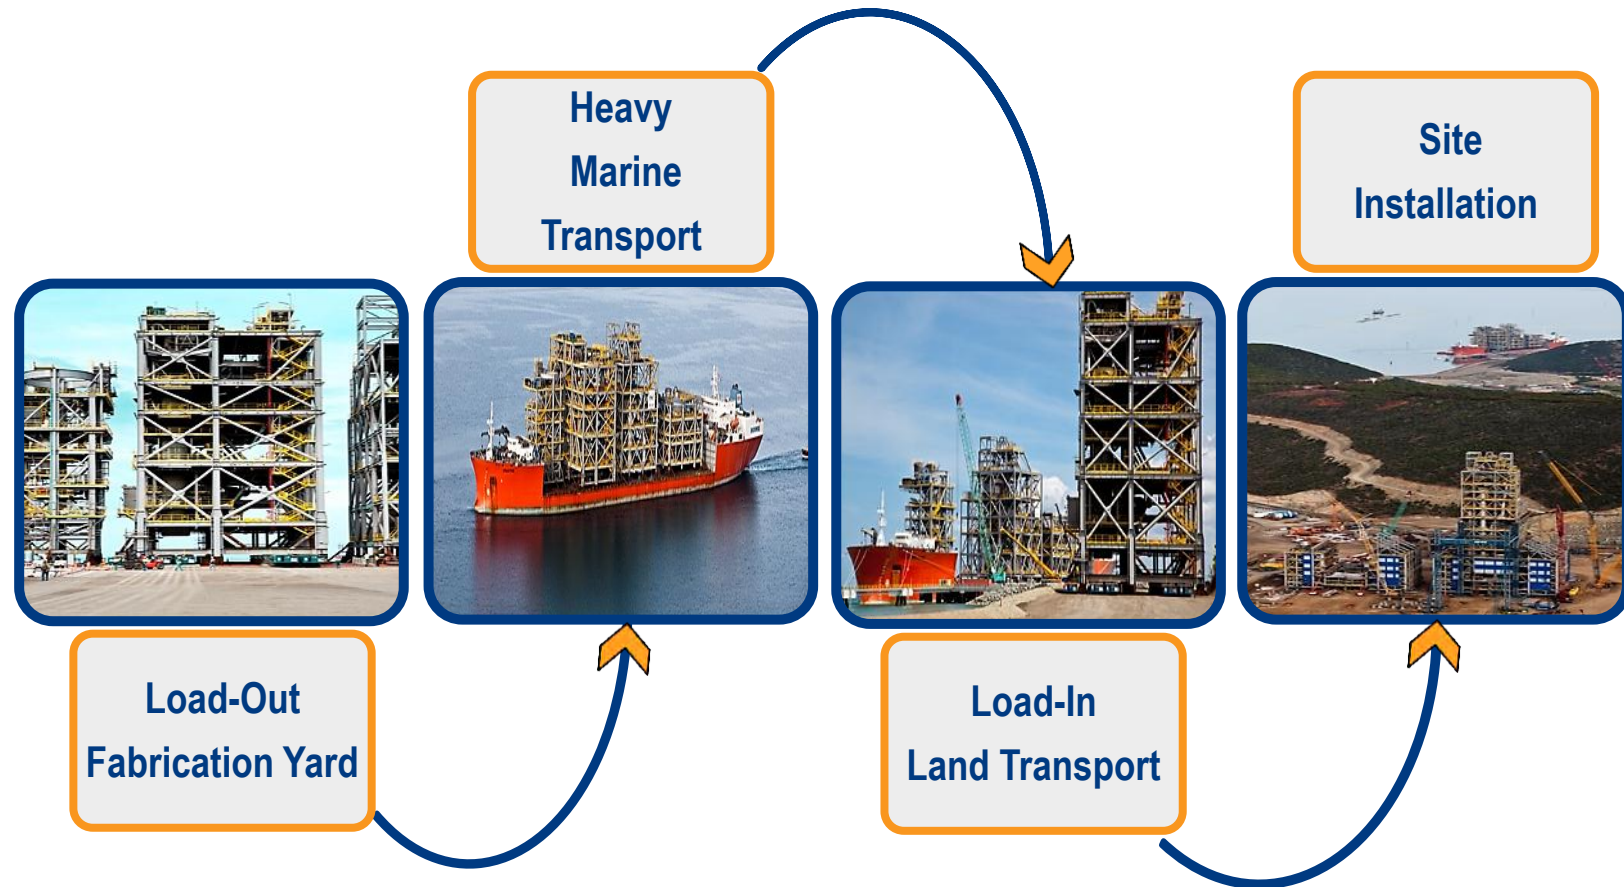 Heavy
Marine
Transport
Site
Installation
Load-Out
Fabrication Yard
Load-In
Land Transport